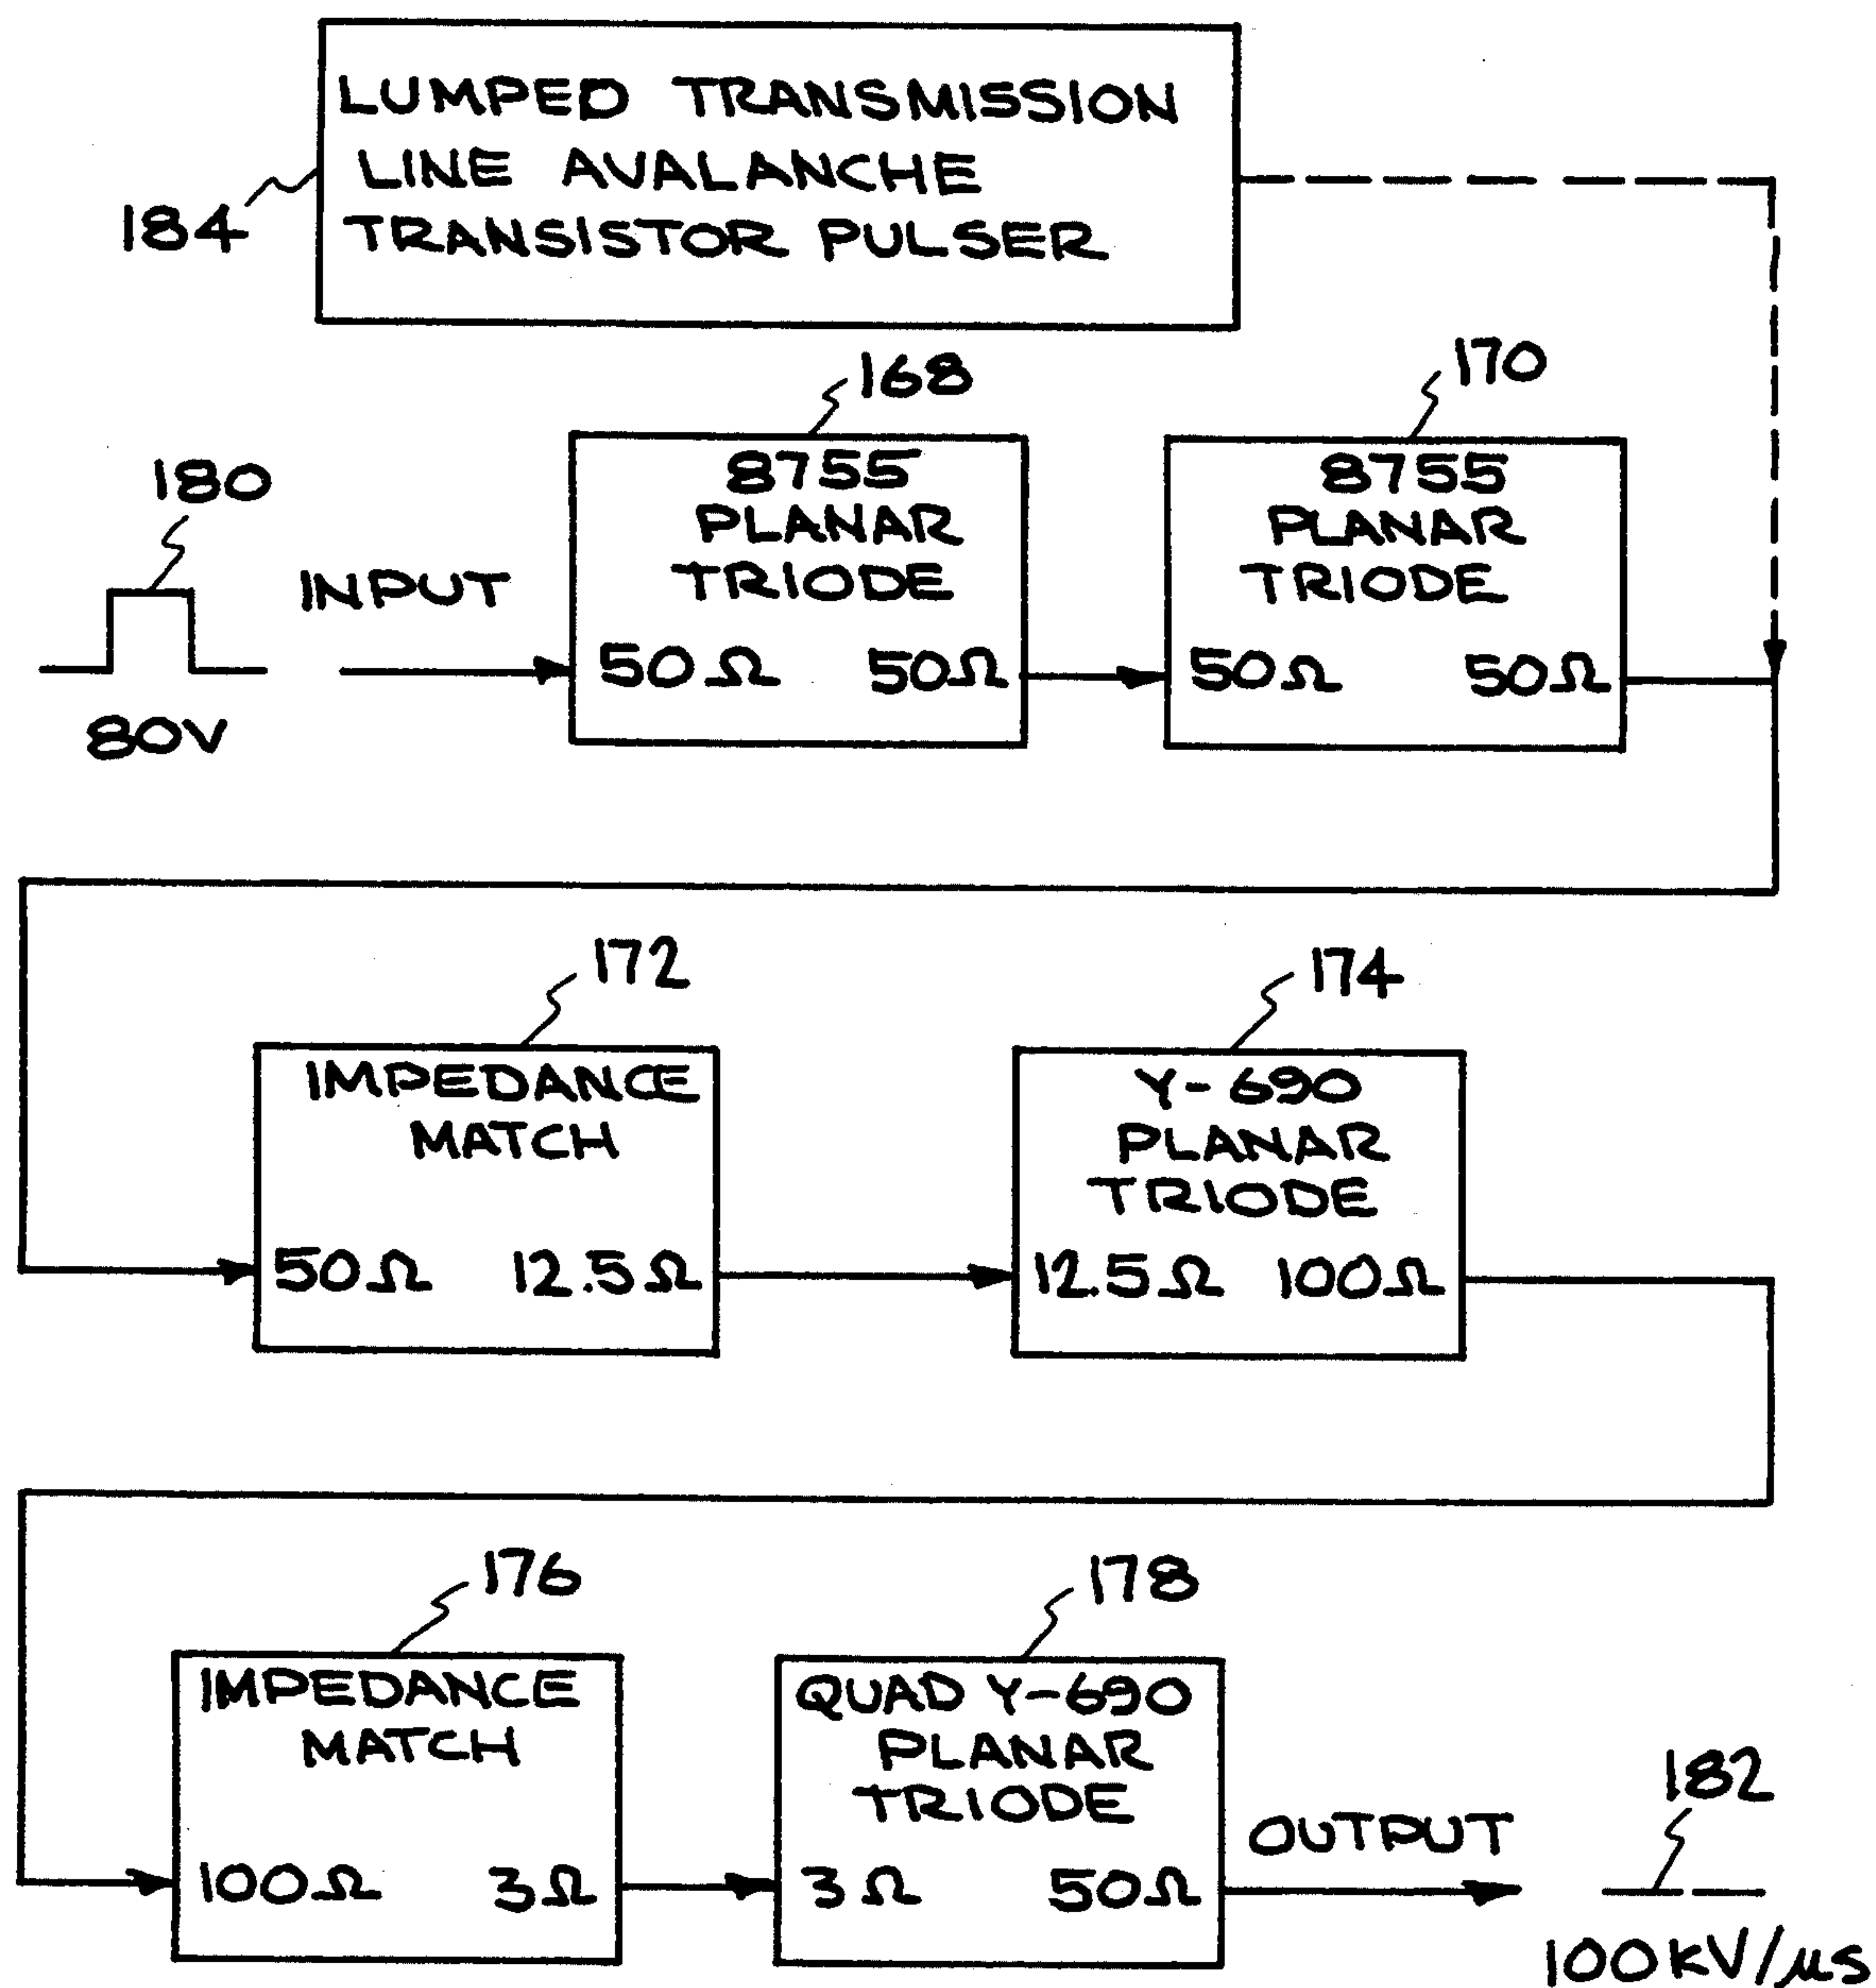 LUMPED TRANSMISSION
LINE AVALANCHE
TRANSISTOR PULSER
184
168
170
180
8755
PLANAR
TRIODE
50Ω 50Ω
8755
PLANAR
TRIODE
50Ω 50Ω
INPUT
80V
172
174
IMPEDANCE
MATCH
50Ω 12.5Ω
Y-690
PLANAR
TRIODE
12.5Ω 100Ω
176
178
IMPEDANCE
MATCH
100Ω 3Ω
QUAD Y-690
PLANAR
TRIODE
3Ω 50Ω
OUTPUT
182
100kV/μs